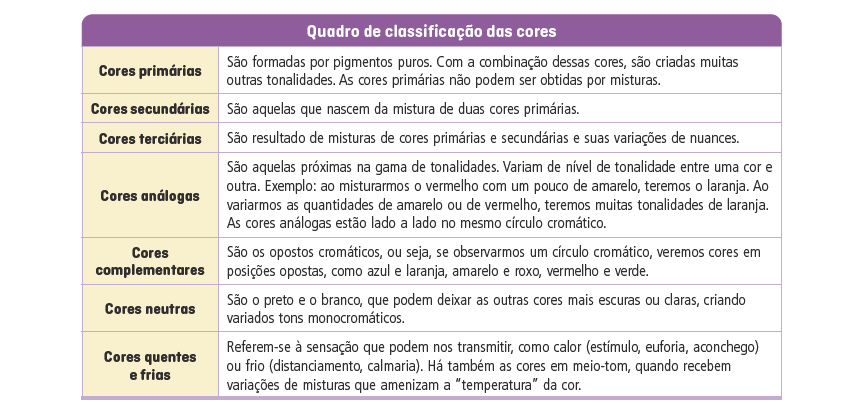 Quadro de classificação das cores
Cores primárias
São formadas por pigmentos puros. Com a combinação dessas cores, são criadas muitas
outras tonalidades. As cores primárias não podem ser obtidas por misturas.
Cores secundárias
São aquelas que nascem da mistura de duas cores primárias.
Cores terciárias
São resultado de misturas de cores primárias e secundárias e suas variações de nuances.
Cores análogas
São aquelas próximas na gama de tonalidades. Variam de nível de tonalidade entre uma cor e
outra. Exemplo: ao misturarmos o vermelho com um pouco de amarelo, teremos o laranja. Ao
variarmos as quantidades de amarelo ou de vermelho, teremos muitas tonalidades de laranja.
As cores análogas estão lado a lado no mesmo círculo cromático.
Cores
complementares
São os opostos cromáticos, ou seja, se observarmos um círculo cromático, veremos cores em
posições opostas, como azul e laranja, amarelo e roxo, vermelho e verde.
Cores neutras
São o preto e o branco, que podem deixar as outras cores mais escuras ou claras, criando
variados tons monocromáticos.
Cores quentes
e frias
Referem-se à sensação que podem nos transmitir, como calor (estímulo, euforia, aconchego)
ou frio (distanciamento, calmaria). Há também as cores em meio-tom, quando recebem
variações de misturas que amenizam a “temperatura” da cor.